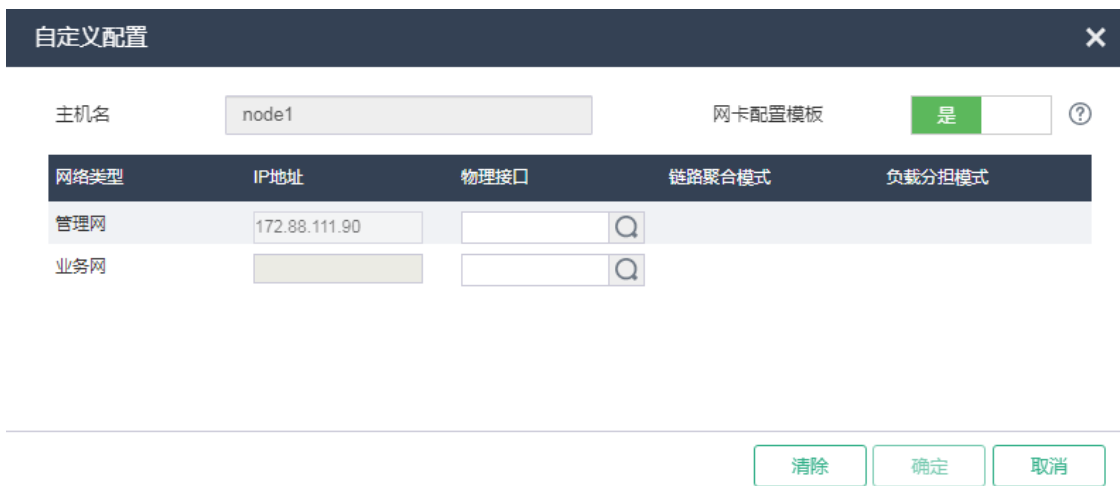 自定义配置
主机名 node1 网卡配置模板 是
网络类型 IP地址 物理接口 链路聚合模式 负载分担模式
管理网 172.88.111.90
业务网
清除 确定 取消